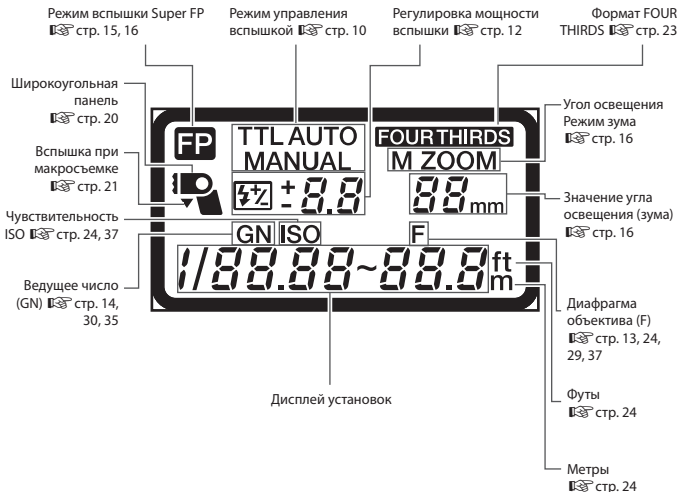 Режим вспышки Super FP
☞ стр. 15, 16
Режим управления
вспышкой ☞ стр. 10
Регулировка мощности
вспышки ☞ стр. 12
Формат FOUR
THIRDS ☞ стр. 23
Широкоугольная
панель
☞ стр. 20
Вспышка при
макросъемке
☞ стр. 21
Чувствительность
ISO ☞ стр. 24, 37
Ведущее число
(GN) ☞ стр. 14,
30, 35
FP
TTL AUTO
MANUAL
FOUR THIRDS
M ZOOM
+
- 8.8
88 mm
GN ISO
F
1/88.88~88.8 ft
m
Угол освещения
Режим зума
☞ стр. 16
Значение угла
освещения (зума)
☞ стр. 16
Диафрагма
объектива (F)
☞ стр. 13, 24,
29, 37
Футы
☞ стр. 24
Метры
☞ стр. 24
Дисплей установок